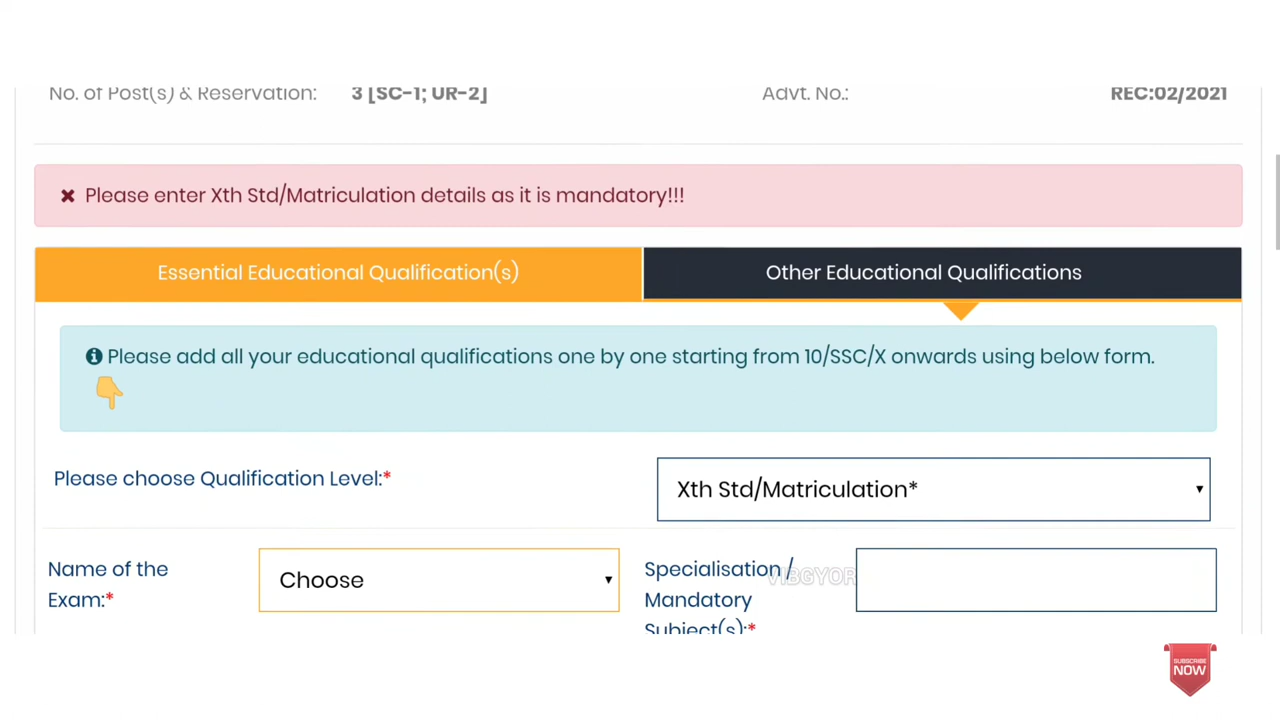 No. of Post(s) & Reservation: 3 [SC-1; UR-2] Advt. No.: REC:02/2021
✖ Please enter Xth Std/Matriculation details as it is mandatory!!!
Essential Educational Qualification(s) Other Educational Qualifications
Please add all your educational qualifications one by one starting from 10/SSC/X onwards using below form.
👇
Please choose Qualification Level:* Xth Std/Matriculation*
Name of the Exam:* Choose
Specialisation / Mandatory Subject(s):*
VIBGYOR
SUBSCRIBE
NOW